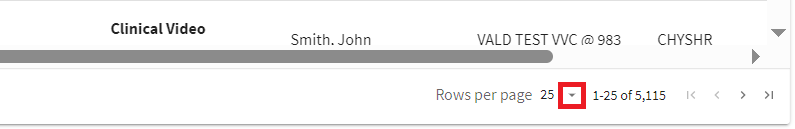 Clinical Video
Smith, John VALD TEST VVC @ 983 CHYSHR
Rows per page 25 1-25 of 5,115